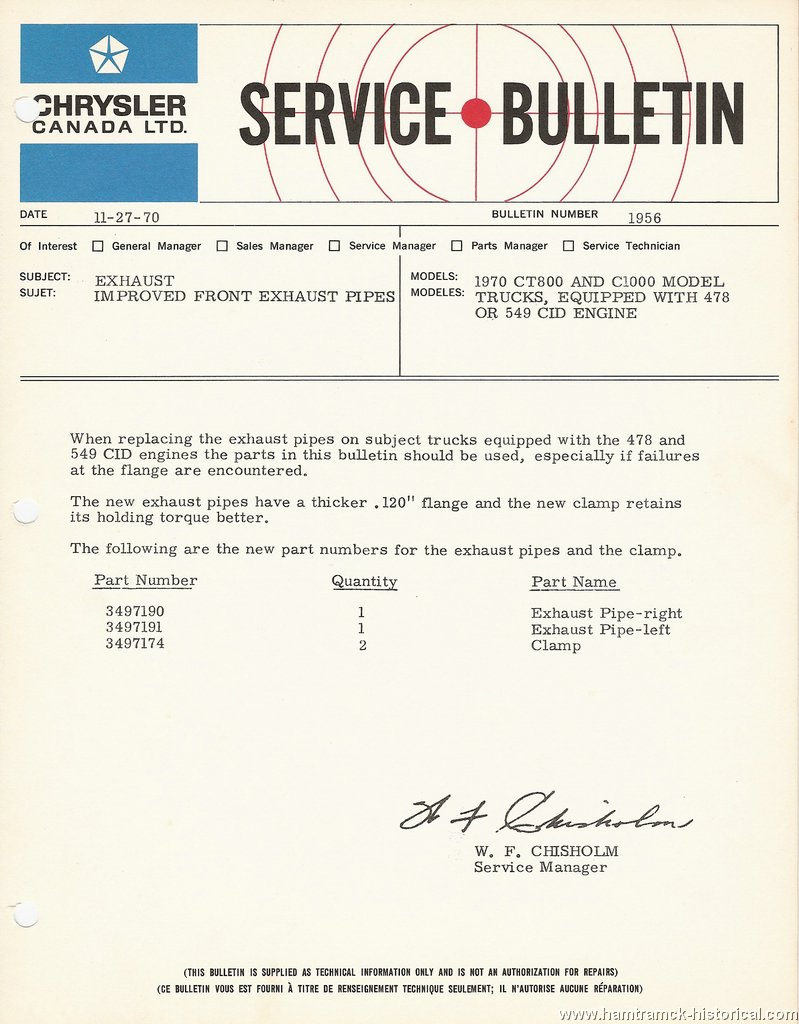 CHRYSLER
CANADA LTD.
SERVICE BULLETIN
DATE 11-27-70 BULLETIN NUMBER 1956
Of Interest General Manager Sales Manager Service Manager Parts Manager Service Technician
SUBJECT: EXHAUST
SUJET: IMPROVED FRONT EXHAUST PIPES
MODELS: 1970 CT800 AND C1000 MODEL
MODELES: TRUCKS, EQUIPPED WITH 478
OR 549 CID ENGINE
When replacing the exhaust pipes on subject trucks equipped with the 478 and
549 CID engines the parts in this bulletin should be used, especially if failures
at the flange are encountered.
The new exhaust pipes have a thicker .120" flange and the new clamp retains
its holding torque better.
The following are the new part numbers for the exhaust pipes and the clamp.
Part Number Quantity Part Name
3497190 1 Exhaust Pipe-right
3497191 1 Exhaust Pipe-left
3497174 2 Clamp
W F Chisholm
W. F. CHISHOLM
Service Manager
(THIS BULLETIN IS SUPPLIED AS TECHNICAL INFORMATION ONLY AND IS NOT AN AUTHORIZATION FOR REPAIRS)
(CE BULLETIN VOUS EST FOURNI À TITRE DE RENSEIGNEMENT TECHNIQUE SEULEMENT; IL N'AUTORISE AUCUNE RÉPARATION)
www.hamtramck-historical.com